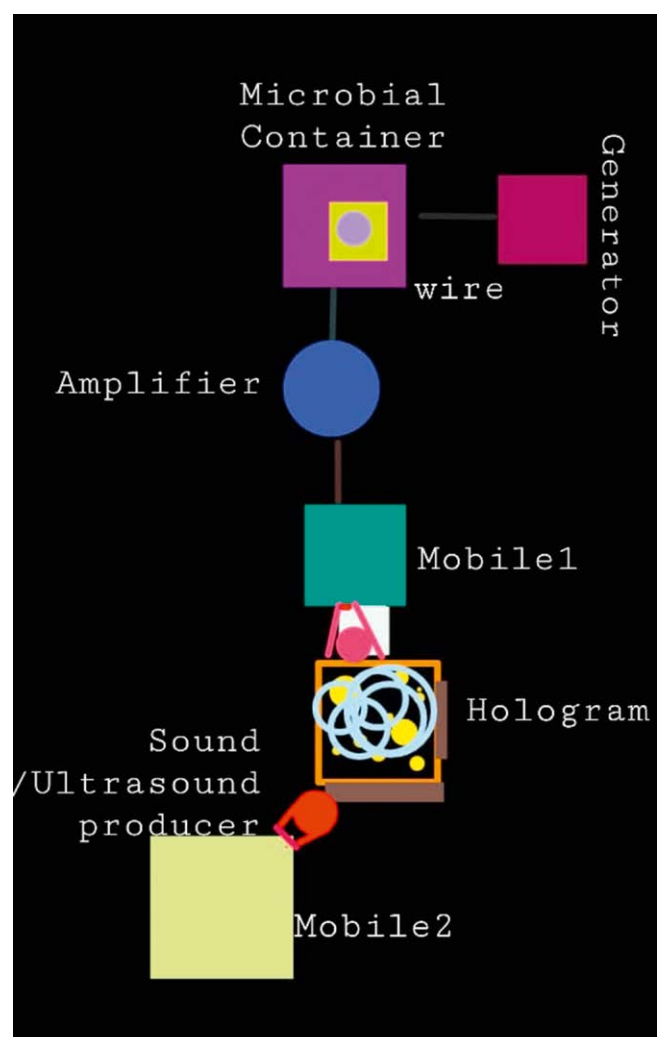 Microbial
Container
Generator
wire
Amplifier
Mobile1
Hologram
Sound
/Ultrasound
producer
Mobile2